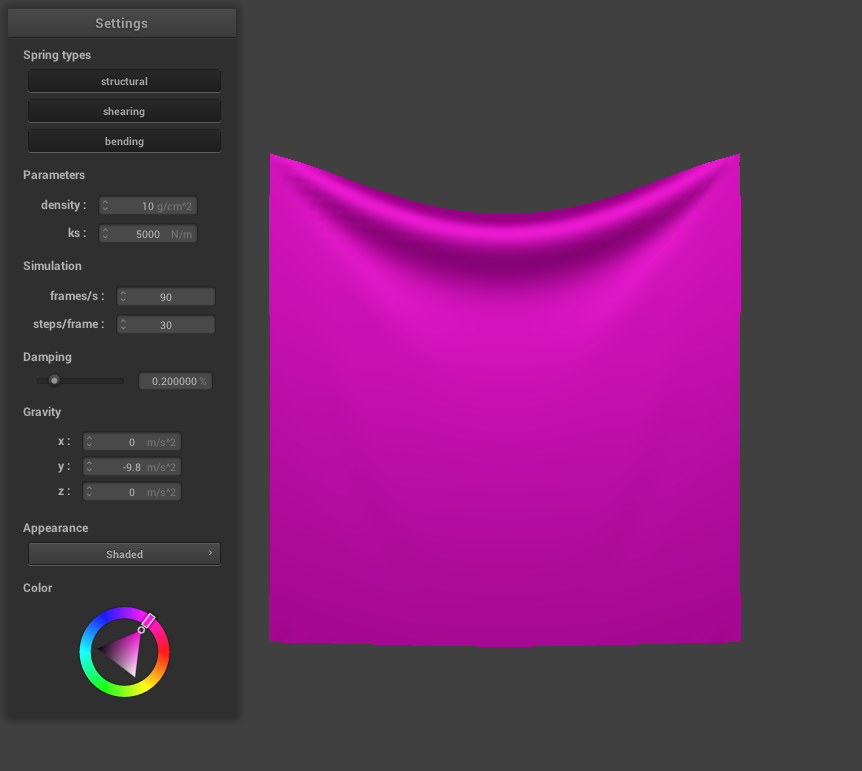 Settings
Spring types
structural
shearing
bending
Parameters
density : 10 g/cm^2
ks : 5000 N/m
Simulation
frames/s : 90
steps/frame : 30
Damping
0.200000 %
Gravity
x : 0 m/s^2
y : -9.8 m/s^2
z : 0 m/s^2
Appearance
Shaded
Color